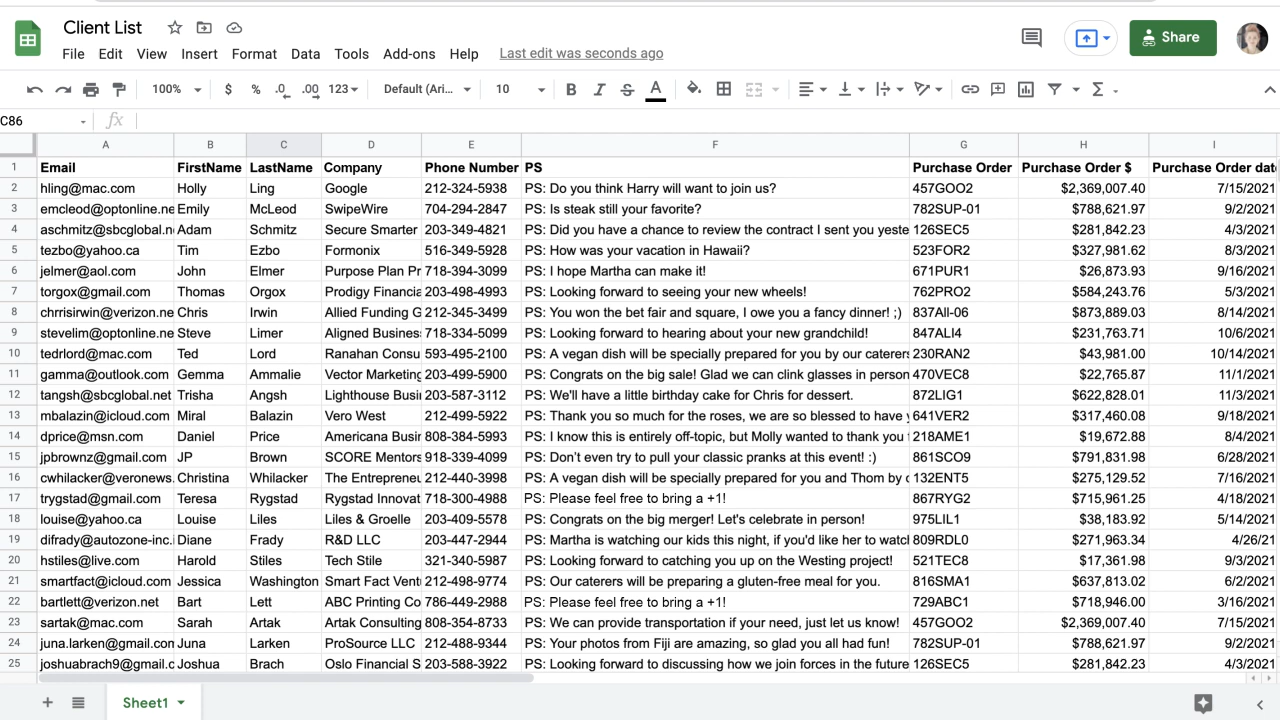 Client List
File Edit View Insert Format Data Tools Add-ons Help Last edit was seconds ago
Share
100% $ % .0 .00 123 Default (Ari... 10 B I S A Σ
C86 fx
A B C D E F G H I
1 Email FirstName LastName Company Phone Number PS Purchase Order Purchase Order $ Purchase Order dat
2 hling@mac.com Holly Ling Google 212-324-5938 PS: Do you think Harry will want to join us? 457GOO2 $2,369,007.40 7/15/2021
3 emcleod@optonline.ne Emily McLeod SwipeWire 704-294-2847 PS: Is steak still your favorite? 782SUP-01 $788,621.97 9/2/2021
4 aschmitz@sbcglobal.n Adam Schmitz Secure Smarter 203-349-4821 PS: Did you have a chance to review the contract I sent you yeste 126SEC5 $281,842.23 4/3/2021
5 tezbo@yahoo.ca Tim Ezbo Formonix 516-349-5928 PS: How was your vacation in Hawaii? 523FOR2 $327,981.62 8/3/2021
6 jelmer@aol.com John Elmer Purpose Plan Pr 718-394-3099 PS: I hope Martha can make it! 671PUR1 $26,873.93 9/16/2021
7 torgox@gmail.com Thomas Orgox Prodigy Financia 203-498-4993 PS: Looking forward to seeing your new wheels! 762PRO2 $584,243.76 5/3/2021
8 chrrisirwin@verizon.ne Chris Irwin Allied Funding G 212-345-3499 PS: You won the bet fair and square, I owe you a fancy dinner! ;) 837All-06 $873,889.03 8/14/2021
9 stevelim@optonline.ne Steve Limer Aligned Business 718-334-5099 PS: Looking forward to hearing about your new grandchild! 847ALI4 $231,763.71 10/6/2021
10 tedrlord@mac.com Ted Lord Ranahan Consu 593-495-2100 PS: A vegan dish will be specially prepared for you by our caterers 230RAN2 $43,981.00 10/14/2021
11 gamma@outlook.com Gemma Ammalie Vector Marketing 203-499-5900 PS: Congrats on the big sale! Glad we can clink glasses in person 470VEC8 $22,765.87 11/1/2021
12 tangsh@sbcglobal.net Trisha Angsh Lighthouse Busi 203-587-3112 PS: We'll have a little birthday cake for Chris for dessert. 872LIG1 $622,828.01 11/3/2021
13 mbalazin@icloud.com Miral Balazin Vero West 212-499-5922 PS: Thank you so much for the roses, we are so blessed to have y 641VER2 $317,460.08 9/18/2021
14 dprice@msn.com Daniel Price Americana Busir 808-384-5993 PS: I know this is entirely off-topic, but Molly wanted to thank you 218AME1 $19,672.88 8/4/2021
15 jpbrownz@gmail.com JP Brown SCORE Mentors 918-339-4099 PS: Don't even try to pull your classic pranks at this event! :) 861SCO9 $791,831.98 6/28/2021
16 cwhilacker@veronews. Christina Whilacker The Entrepreneu 212-440-3998 PS: A vegan dish will be specially prepared for you and Thom by o 132ENT5 $275,129.52 7/16/2021
17 trygstad@gmail.com Teresa Rygstad Rygstad Innovat 718-300-4988 PS: Please feel free to bring a +1! 867RYG2 $715,961.25 4/18/2021
18 louise@yahoo.ca Louise Liles Liles & Groelle 203-409-5578 PS: Congrats on the big merger! Let's celebrate in person! 975LIL1 $38,183.92 5/14/2021
19 difrady@autozone-inc. Diane Frady R&D LLC 203-447-2944 PS: Martha is watching our kids this night, if you'd like her to watcl 809RDL0 $271,963.34 4/26/21
20 hstiles@live.com Harold Stiles Tech Stile 321-340-5987 PS: Looking forward to catching you up on the Westing project! 521TEC8 $17,361.98 9/3/2021
21 smartfact@icloud.com Jessica Washington Smart Fact Vent 212-498-9774 PS: Our caterers will be preparing a gluten-free meal for you. 816SMA1 $637,813.02 6/2/2021
22 bartlett@verizon.net Bart Lett ABC Printing Co 786-449-2988 PS: Please feel free to bring a +1! 729ABC1 $718,946.00 3/16/2021
23 sartak@mac.com Sarah Artak Artak Consulting 808-354-8733 PS: We can provide transportation if your need, just let us know! 457GOO2 $2,369,007.40 7/15/2021
24 juna.larken@gmail.con Juna Larken ProSource LLC 212-488-9344 PS: Your photos from Fiji are amazing, so glad you all had fun! 782SUP-01 $788,621.97 9/2/2021
25 joshuabrach9@gmail.c Joshua Brach Oslo Financial S 203-588-3922 PS: Looking forward to discussing how we join forces in the future 126SEC5 $281,842.23 4/3/2021
Sheet1